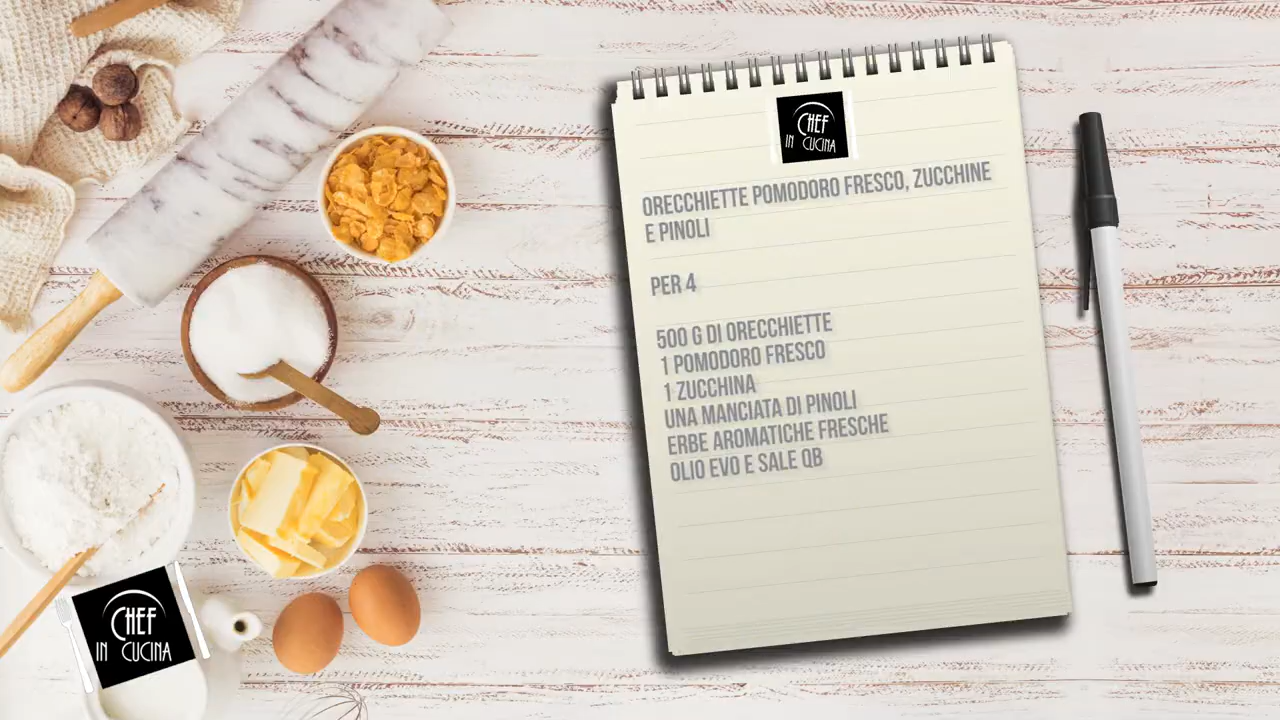 CHEF
IN CUCINA
ORECCHIETTE POMODORO FRESCO, ZUCCHINE
E PINOLI
PER 4
500 G DI ORECCHIETTE
1 POMODORO FRESCO
1 ZUCCHINA
UNA MANCIATA DI PINOLI
ERBE AROMATICHE FRESCHE
OLIO EVO E SALE QB
CHEF
IN CUCINA